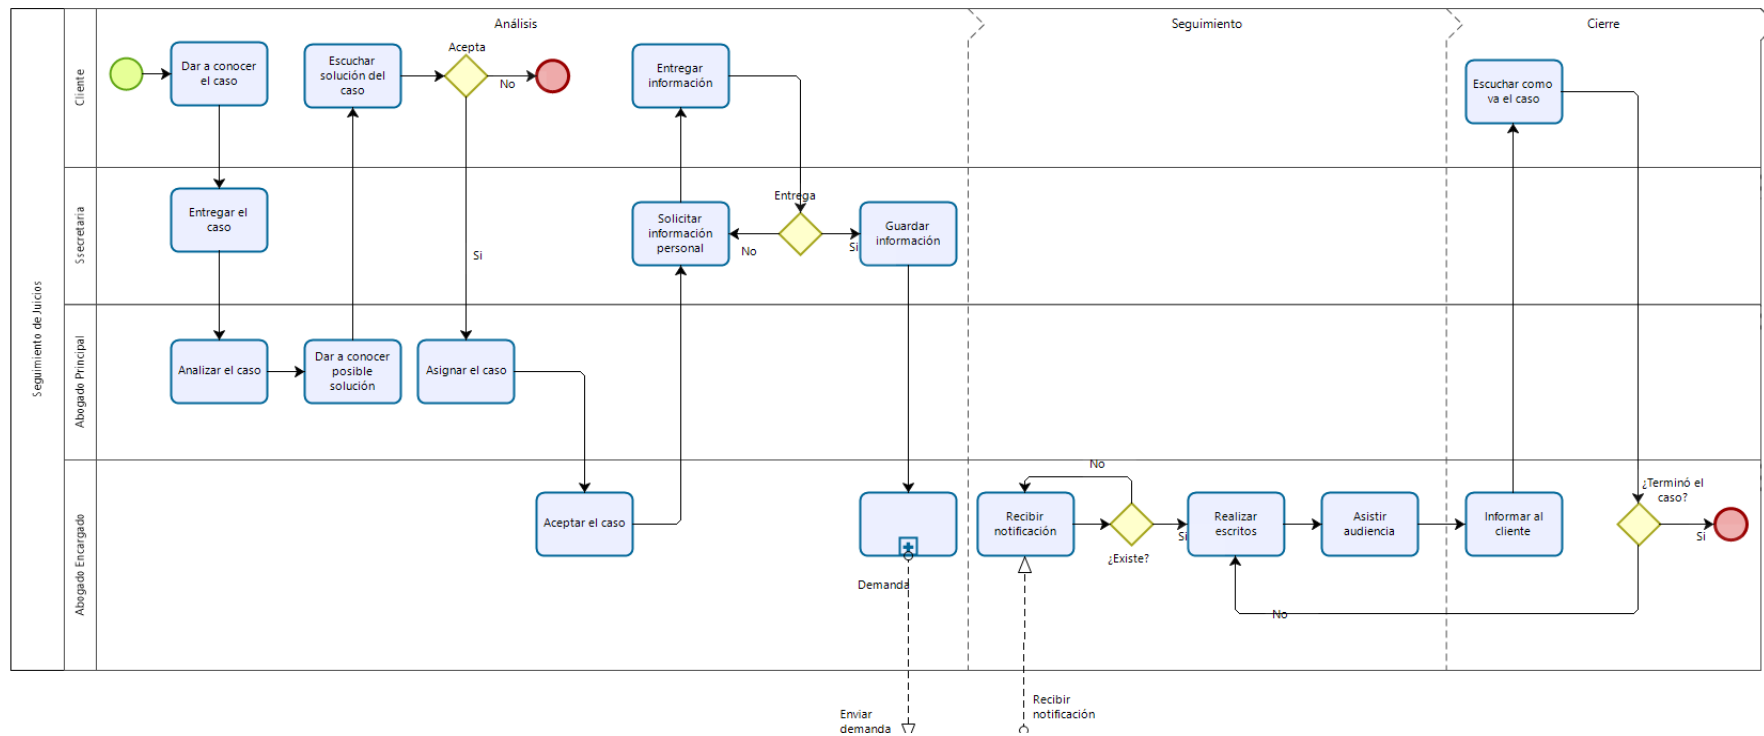 Análisis
Seguimiento
Cierre
Seguimiento de Juicios
Cliente
Dar a conocer
el caso
Escuchar
solución del
caso
Acepta
No
Si
Entregar
información
Escuchar como
va el caso
Ssecretaria
Entregar el
caso
Solicitar
información
personal
Entrega
No
Si
Guardar
información
Abogado Principal
Analizar el caso
Dar a conocer
posible
solución
Asignar el caso
Abogado Encargado
Aceptar el caso
Demanda
Recibir
notificación
No
¿Existe?
Si
Realizar
escritos
Asistir
audiencia
Informar al
cliente
¿Terminó el
caso?
Si
No
Enviar
demanda
Recibir
notificación